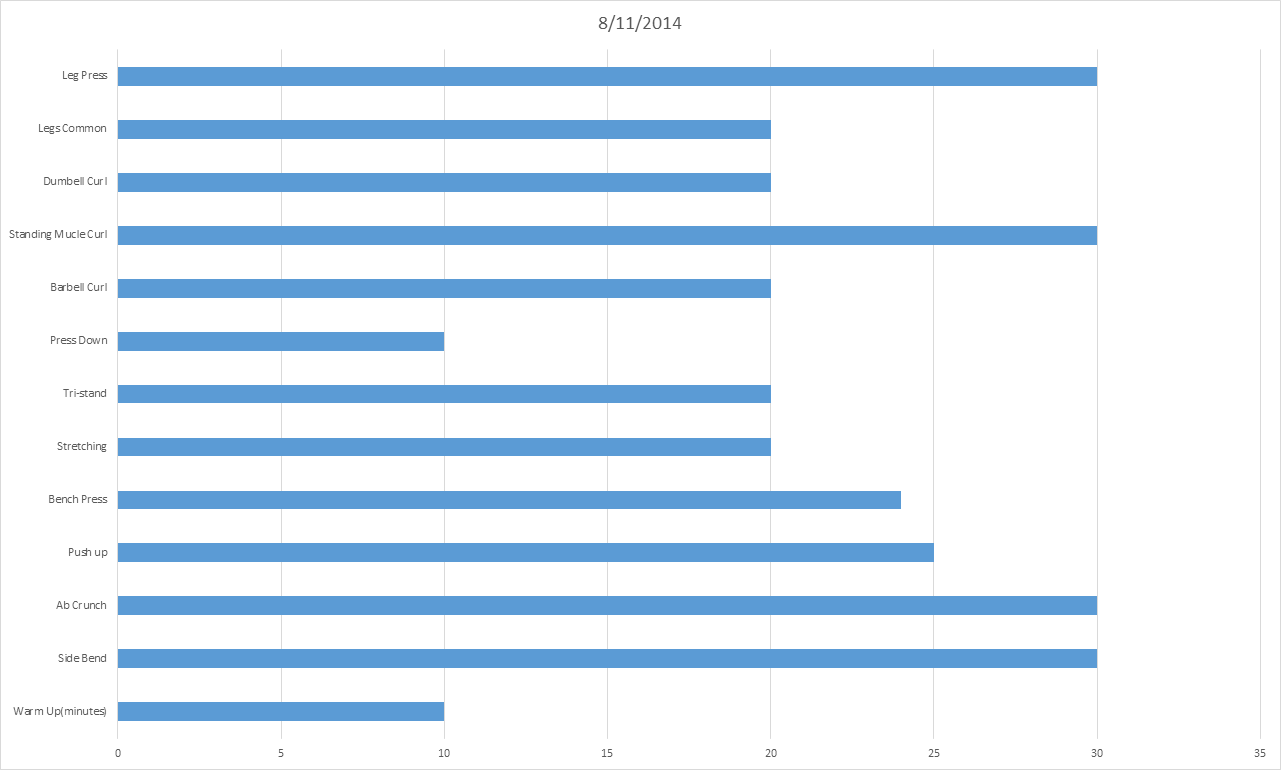 8/11/2014
Leg Press
Legs Common
Dumbell Curl
Standing Mucle Curl
Barbell Curl
Press Down
Tri-stand
Stretching
Bench Press
Push up
Ab Crunch
Side Bend
Warm Up(minutes)
0 5 10 15 20 25 30 35